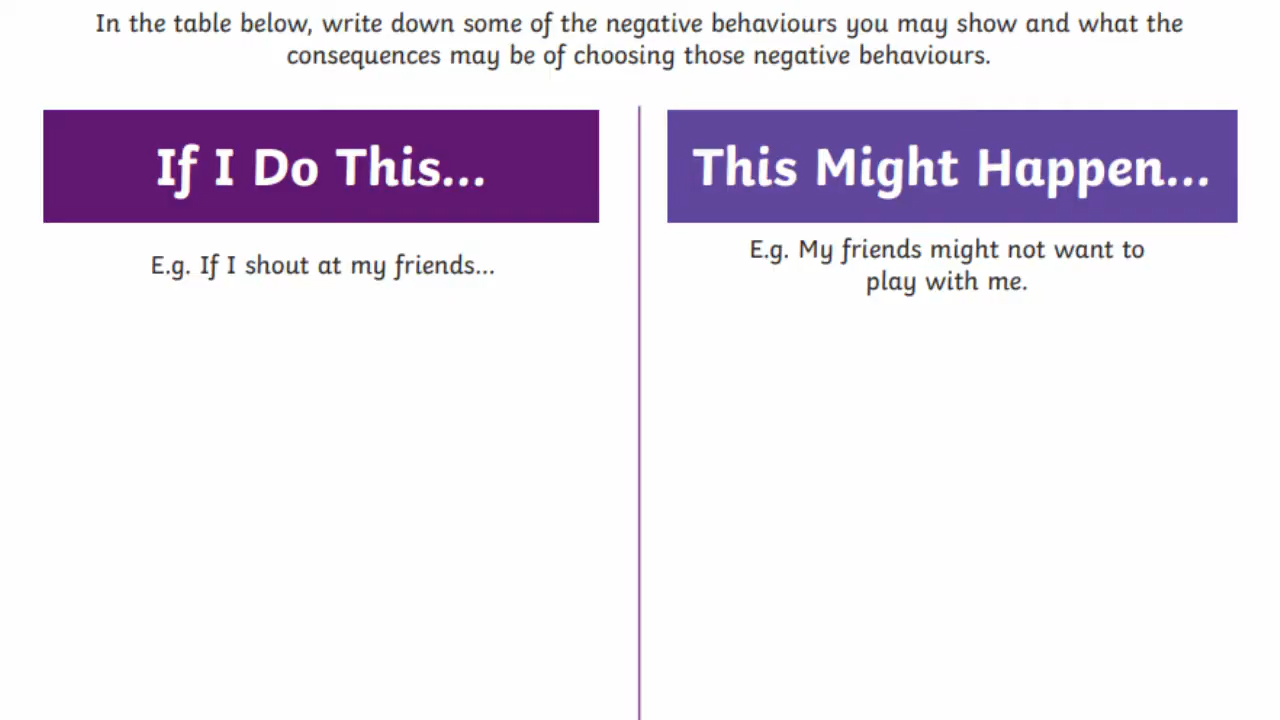 In the table below, write down some of the negative behaviours you may show and what the
consequences may be of choosing those negative behaviours.
If I Do This...
This Might Happen...
E.g. If I shout at my friends...
E.g. My friends might not want to
play with me.